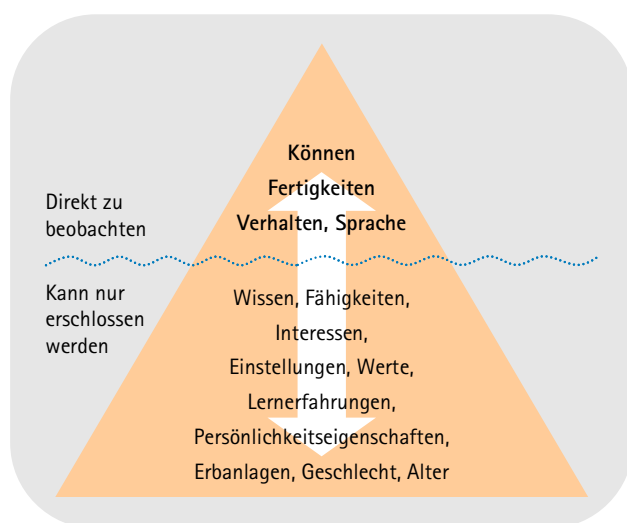 Können
Fertigkeiten
Verhalten, Sprache
Direkt zu
beobachten
Kann nur
erschlossen
werden
Wissen, Fähigkeiten,
Interessen,
Einstellungen, Werte,
Lernerfahrungen,
Persönlichkeitseigenschaften,
Erbanlagen, Geschlecht, Alter